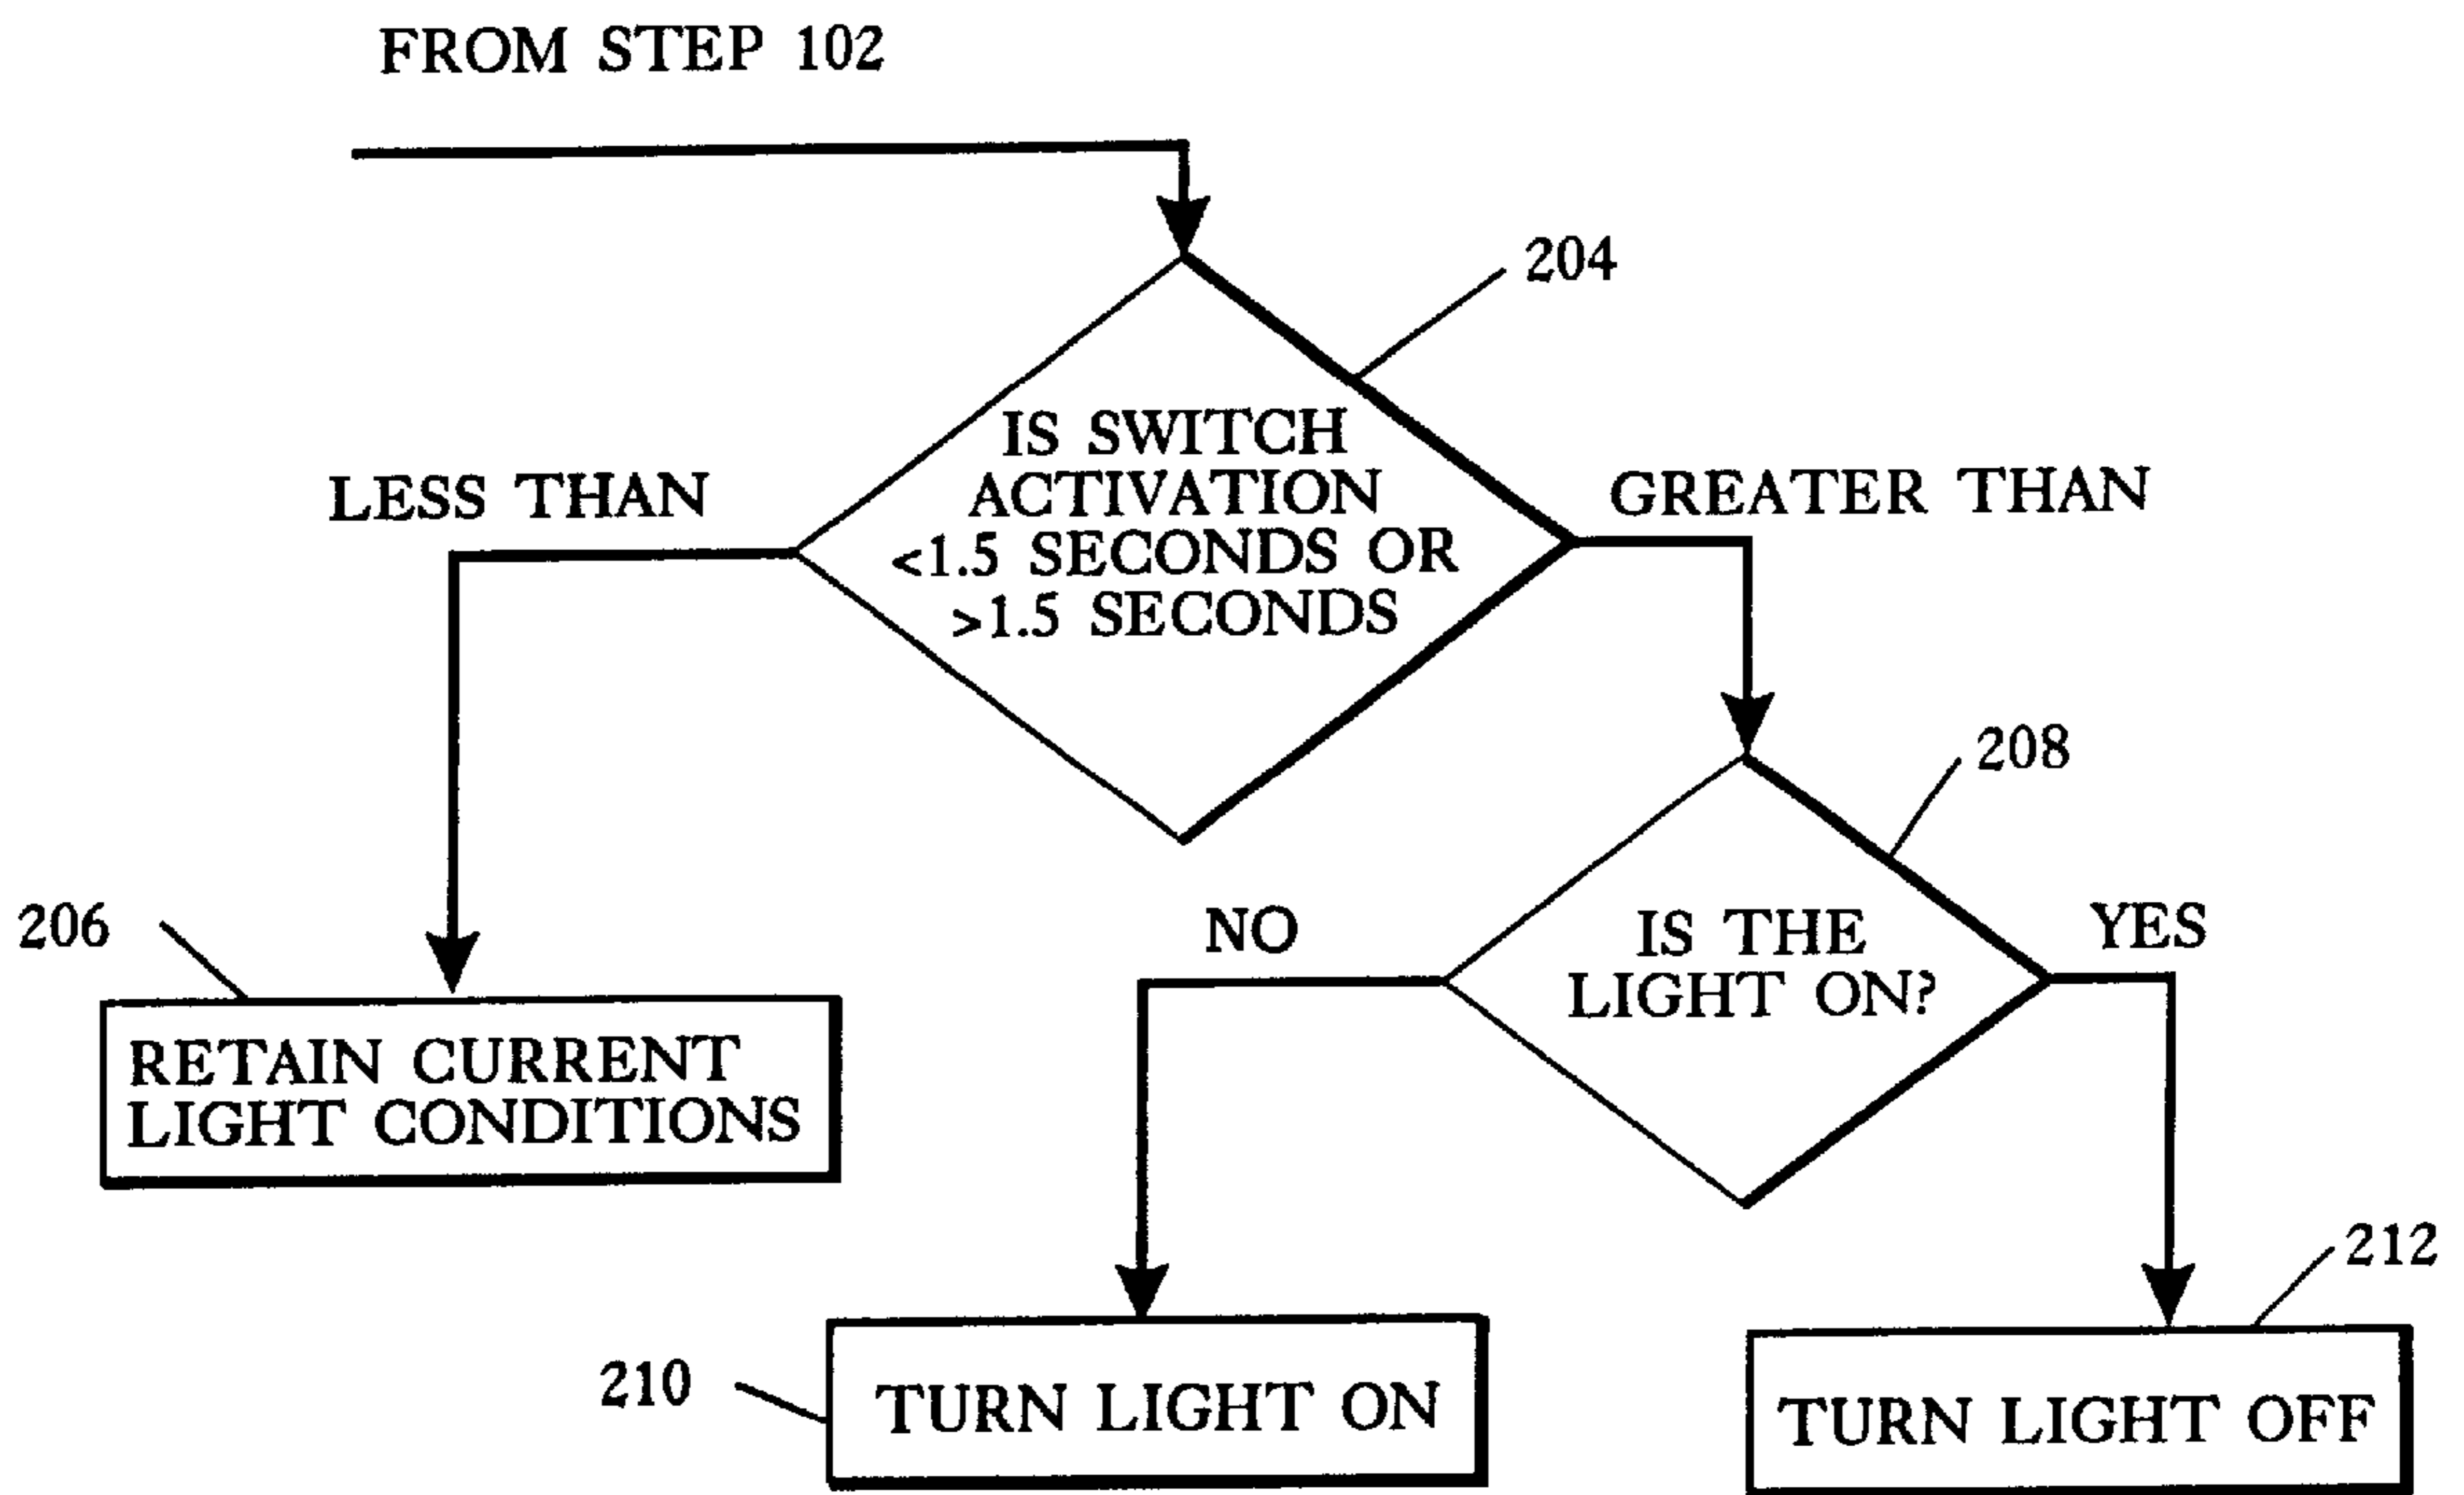 FROM STEP 102
204
IS SWITCH
ACTIVATION
<1.5 SECONDS OR
>1.5 SECONDS
LESS THAN
GREATER THAN
208
206
NO
IS THE
LIGHT ON?
YES
RETAIN CURRENT
LIGHT CONDITIONS
212
210
TURN LIGHT ON
TURN LIGHT OFF